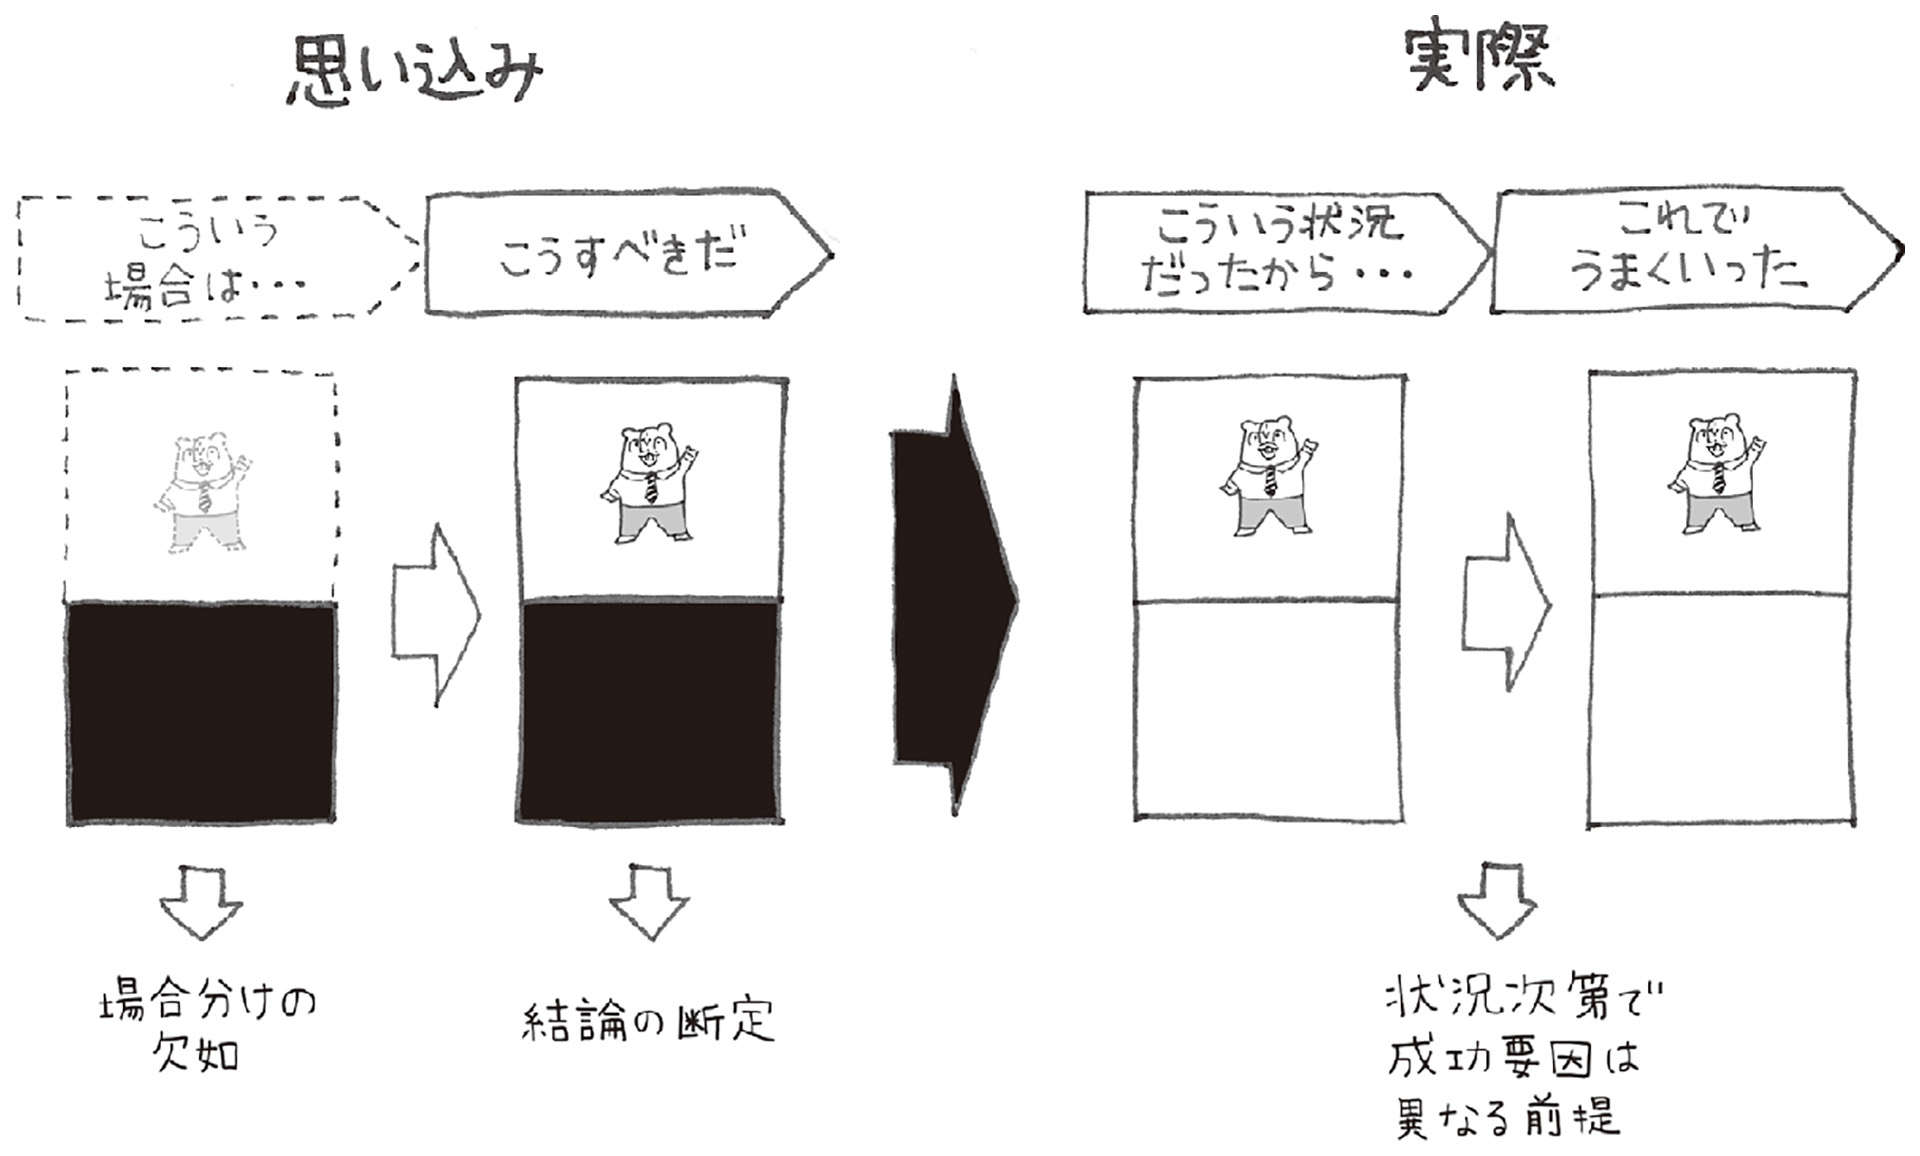 思い込み
こういう
場合は・・・
こうすべきだ
場合分けの
欠如
結論の断定
実際
こういう状況
だったから・・・
これで
うまくいった
状況次第で
成功要因は
異なる前提